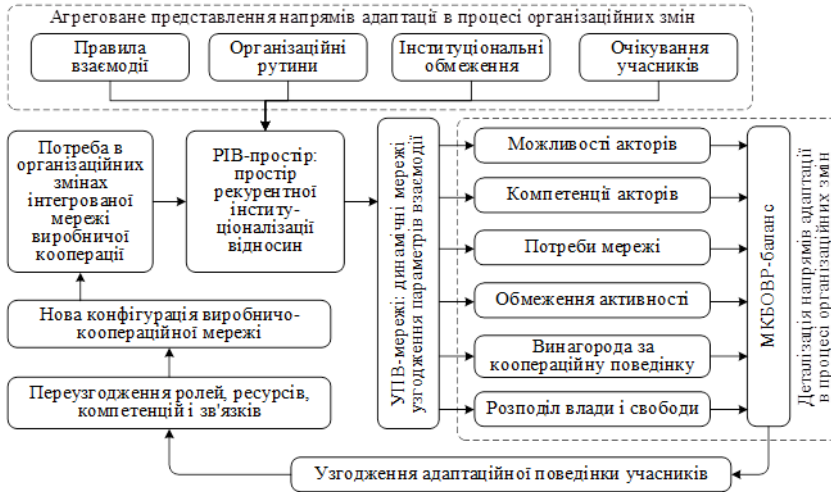 Агреговане представлення напрямів адаптації в процесі організаційних змін
Правила
взаємодії
Організаційні
рутини
Інституціональні
обмеження
Очікування
учасників
Потреба в
організаційних
змінах
інтегрованої
мережі
виробничої
кооперації
РІВ-простір:
простір
рекурентної
інститу-
ціоналізації
відносин
УПВ-мережі: динамічні мережі
узгодження параметрів взаємодії
Можливості акторів
Компетенції акторів
Потреби мережі
Обмеження активності
Винагорода за
коопераційну поведінку
Розподіл влади і свободи
МКБОВР-баланс
Деталізація напрямів адаптації
в процесі організаційних змін
Нова конфігурація виробничо-
коопераційної мережі
Переузгодження ролей, ресурсів,
компетенцій і зв'язків
Узгодження адаптаційної поведінки учасників